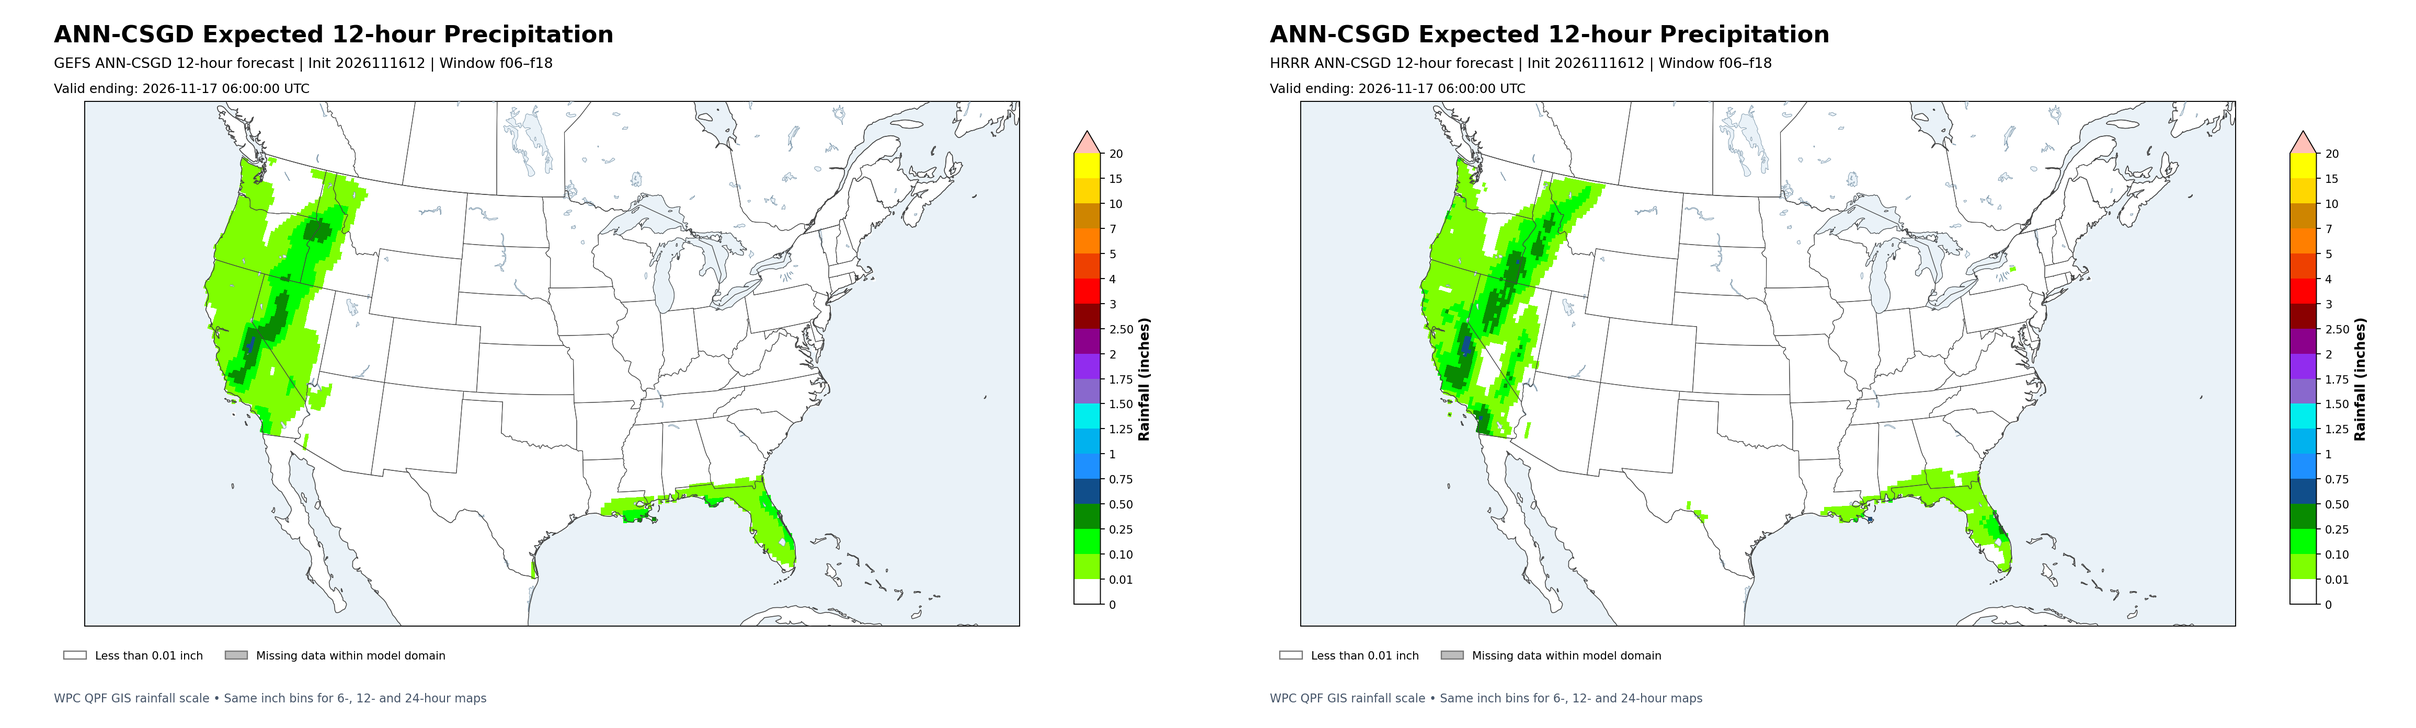 ANN-CSGD Expected 12-hour Precipitation
GEFS ANN-CSGD 12-hour forecast | Init 2026111612 | Window f06–f18
Valid ending: 2026-11-17 06:00:00 UTC
20
15
10
7
5
4
3
2.50
2
1.75
1.50
1.25
1
0.75
0.50
0.25
0.10
0.01
0
Rainfall (inches)
Less than 0.01 inch
Missing data within model domain
WPC QPF GIS rainfall scale • Same inch bins for 6-, 12- and 24-hour maps
ANN-CSGD Expected 12-hour Precipitation
HRRR ANN-CSGD 12-hour forecast | Init 2026111612 | Window f06–f18
Valid ending: 2026-11-17 06:00:00 UTC
20
15
10
7
5
4
3
2.50
2
1.75
1.50
1.25
1
0.75
0.50
0.25
0.10
0.01
0
Rainfall (inches)
Less than 0.01 inch
Missing data within model domain
WPC QPF GIS rainfall scale • Same inch bins for 6-, 12- and 24-hour maps